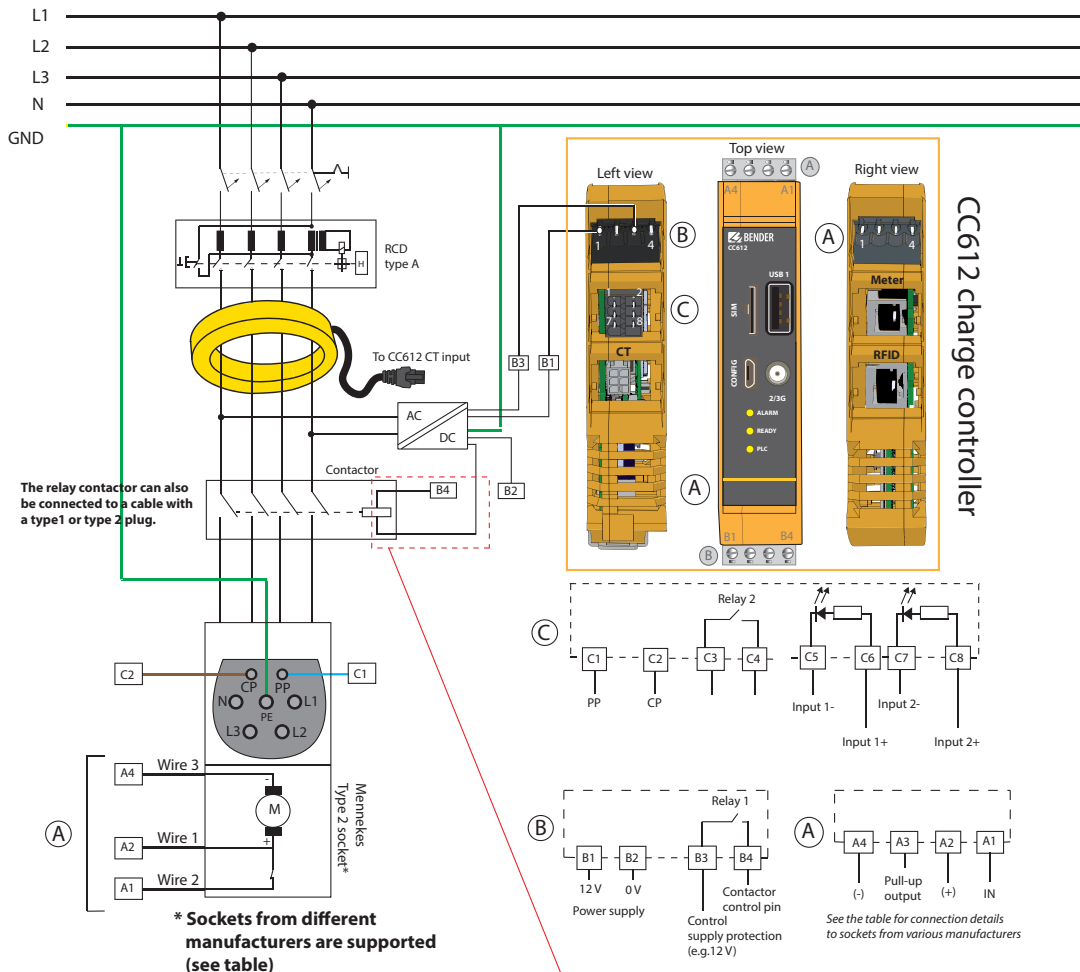 L1
L2
L3
N
GND
RCD
type A
H
To CC612 CT input
AC
DC
B3
B1
B2
Contactor
B4
The relay contactor can also
be connected to a cable with
a type1 or type 2 plug.
C2
C1
CP
PP
N
PE
L1
L3
L2
A
A4
Wire 3
-
M
+
A2
Wire 1
A1
Wire 2
Mennekes
Type 2 socket*
* Sockets from different
manufacturers are supported
(see table)
Left view
1
4
B
1
2
7
8
C
CT
Top view
A
A4
A1
BENDER
CC612
USB 1
SIM
CONFIG
2/3G
ALARM
READY
PLC
A
B1
B4
B
Right view
A
1
4
Meter
RFID
CC612 charge controller
C
Relay 2
C1
C2
C3
C4
C5
C6
C7
C8
PP
CP
Input 1-
Input 2-
Input 1+
Input 2+
B
Relay 1
B1
B2
B3
B4
12 V
0 V
Power supply
Contactor
control pin
Control
supply protection
(e.g.12 V)
A
A4
A3
A2
A1
(-)
Pull-up
output
(+)
IN
See the table for connection details
to sockets from various manufacturers